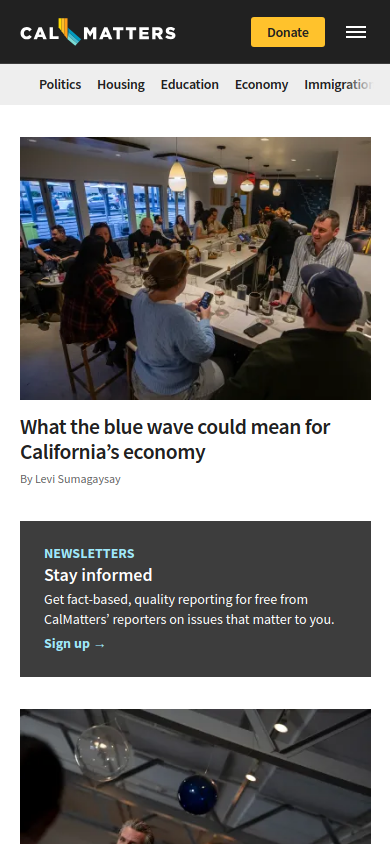 CALMATTERS
Donate
Politics Housing Education Economy Immigration
What the blue wave could mean for
California’s economy
By Levi Sumagaysay
NEWSLETTERS
Stay informed
Get fact-based, quality reporting for free from
CalMatters’ reporters on issues that matter to you.
Sign up →